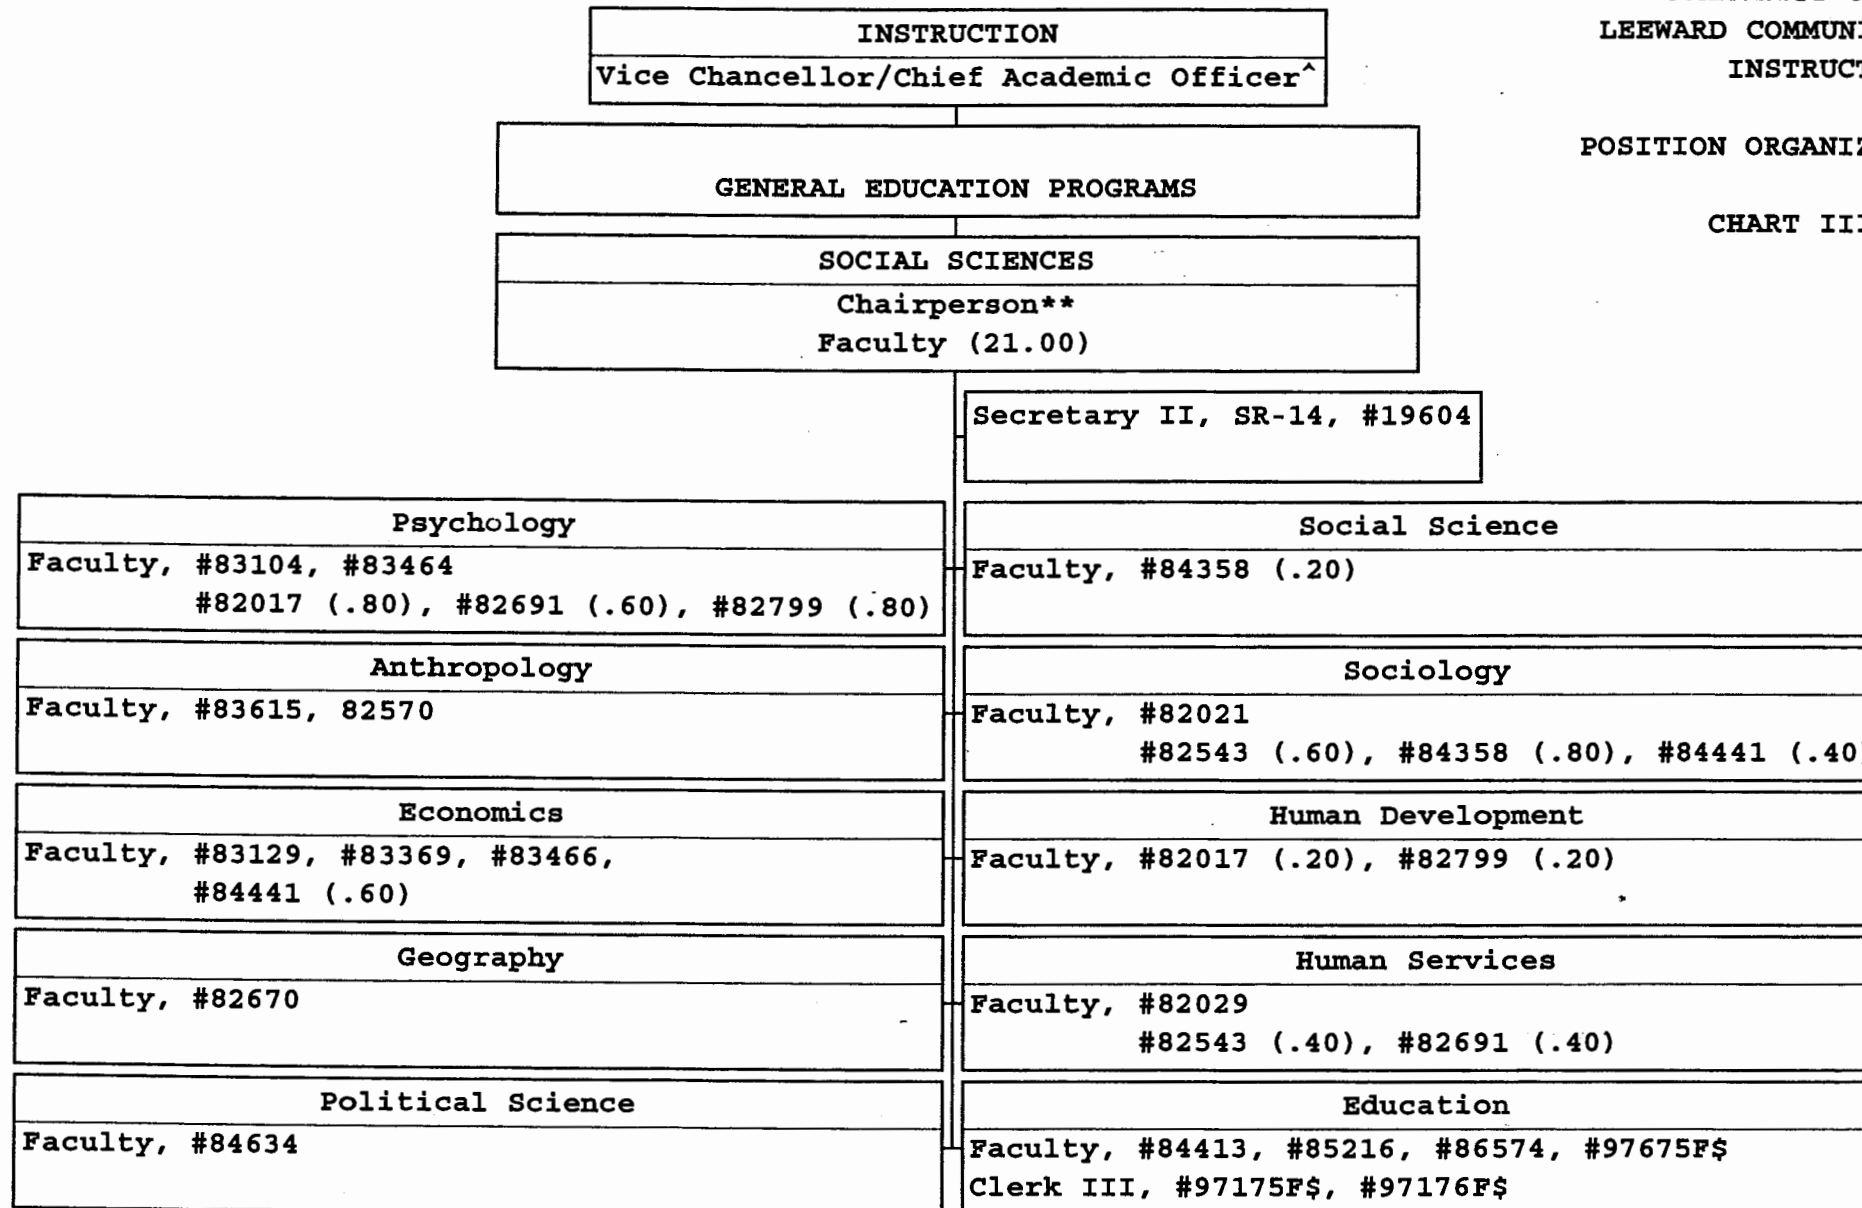 INSTRUCTION
Vice Chancellor/Chief Academic Officer^
LEEWARD COMMUNI
INSTRUCT
POSITION ORGANIZ
CHART III
GENERAL EDUCATION PROGRAMS
SOCIAL SCIENCES
Chairperson**
Faculty (21.00)
Secretary II, SR-14, #19604
Psychology
Faculty, #83104, #83464
#82017 (.80), #82691 (.60), #82799 (.80)
Social Science
Faculty, #84358 (.20)
Anthropology
Faculty, #83615, 82570
Sociology
Faculty, #82021
#82543 (.60), #84358 (.80), #84441 (.40)
Economics
Faculty, #83129, #83369, #83466,
#84441 (.60)
Human Development
Faculty, #82017 (.20), #82799 (.20)
Geography
Faculty, #82670
Human Services
Faculty, #82029
#82543 (.40), #82691 (.40)
Political Science
Faculty, #84634
Education
Faculty, #84413, #85216, #86574, #97675F$
Clerk III, #97175F$, #97176F$